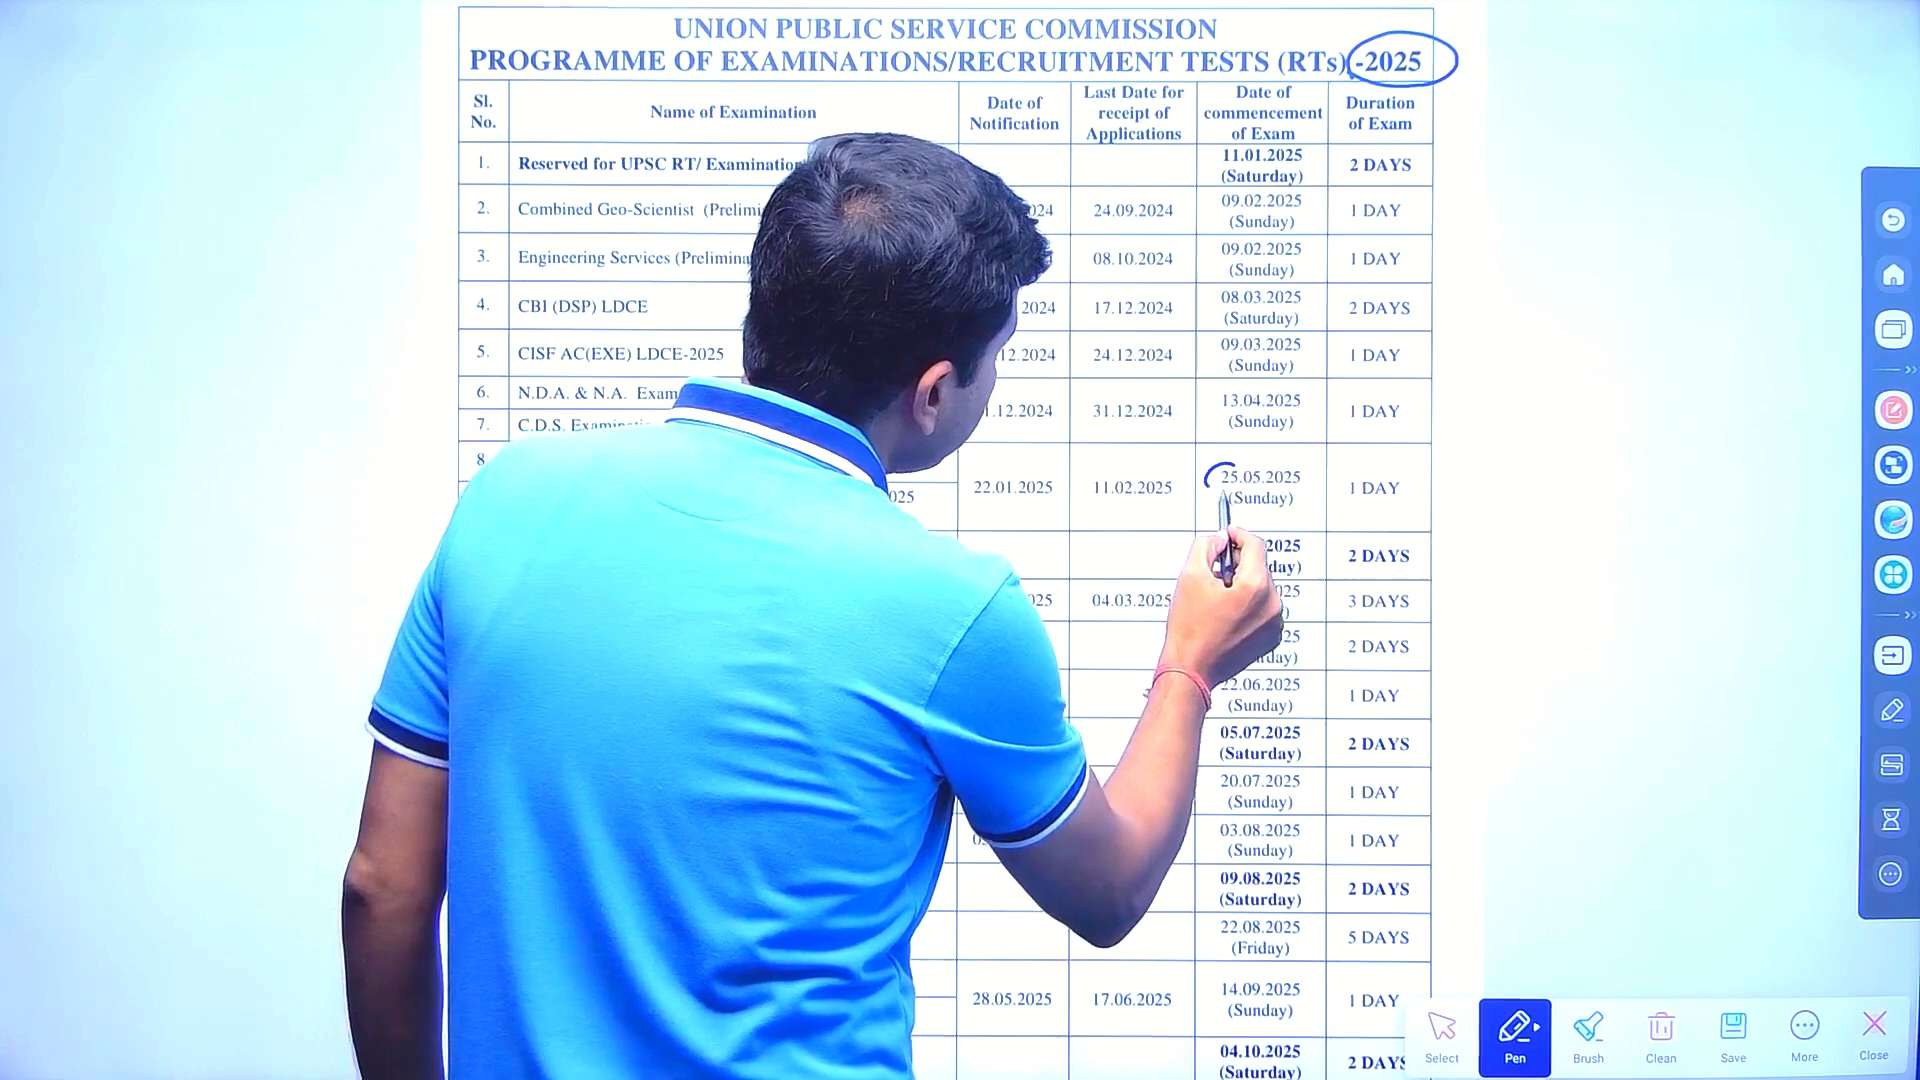 UNION PUBLIC SERVICE COMMISSION
PROGRAMME OF EXAMINATIONS/RECRUITMENT TESTS (RTs) -2025
Sl. No. Name of Examination Date of Notification Last Date for receipt of Applications Date of commencement of Exam Duration of Exam
1. Reserved for UPSC RT/ Examination 11.01.2025 (Saturday) 2 DAYS
2. Combined Geo-Scientist 24.09.2024 09.02.2025 (Sunday) 1 DAY
3. Engineering Services 08.10.2024 09.02.2025 (Sunday) 1 DAY
4. CBI (DSP) LDCE 2024 17.12.2024 08.03.2025 (Saturday) 2 DAYS
5. CISF AC(EXE) LDCE-2025 .12.2024 24.12.2024 09.03.2025 (Sunday) 1 DAY
6. N.D.A. & N.A. Exam
.12.2024 31.12.2024 13.04.2025 (Sunday) 1 DAY
7. C.D.S.
8
22.01.2025 11.02.2025 25.05.2025 (Sunday) 1 DAY
025
2025 2 DAYS
04.03.2025 3 DAYS
2 DAYS
22.06.2025 (Sunday) 1 DAY
05.07.2025 (Saturday) 2 DAYS
20.07.2025 (Sunday) 1 DAY
03.08.2025 (Sunday) 1 DAY
09.08.2025 (Saturday) 2 DAYS
22.08.2025 (Friday) 5 DAYS
28.05.2025 17.06.2025 14.09.2025 (Sunday) 1 DAY
04.10.2025 (Saturday) 2 DAYS
Select Pen Brush Clean Save More Close